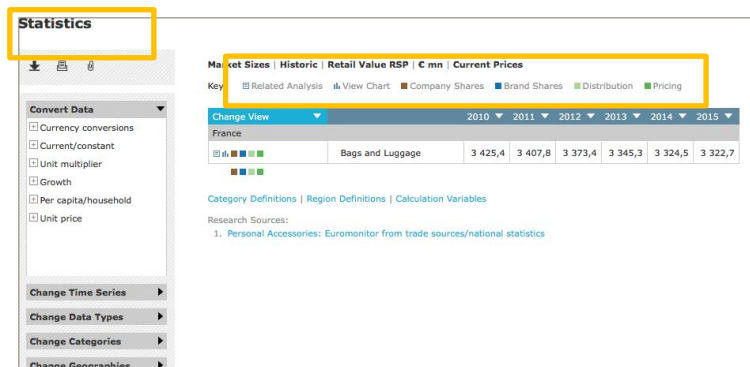 Statistics
Market Sizes | Historic | Retail Value RSP | € mn | Current Prices
Key Related Analysis View Chart Company Shares Brand Shares Distribution Pricing
Convert Data
Currency conversions
Current/constant
Unit multiplier
Growth
Per capita/household
Unit price
Change Time Series
Change Data Types
Change Categories
Change Geographies
Change View 2010 2011 2012 2013 2014 2015
France
Bags and Luggage 3 425,4 3 407,8 3 373,4 3 345,3 3 324,5 3 322,7
Category Definitions | Region Definitions | Calculation Variables
Research Sources:
1. Personal Accessories: Euromonitor from trade sources/national statistics